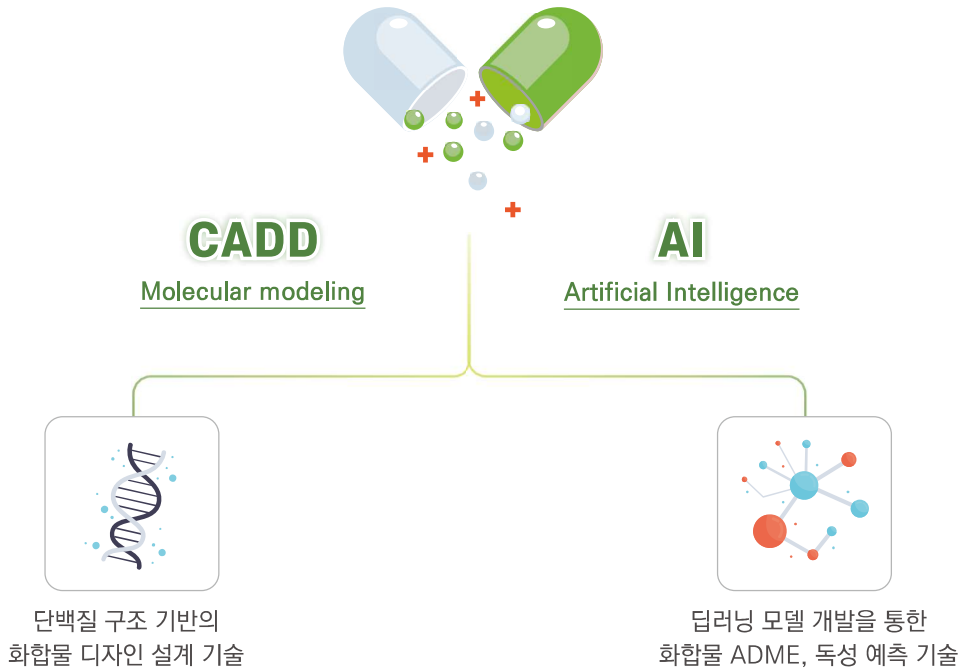 CADD
Molecular modeling
AI
Artificial Intelligence
단백질 구조 기반의
화합물 디자인 설계 기술
딥러닝 모델 개발을 통한
화합물 ADME, 독성 예측 기술